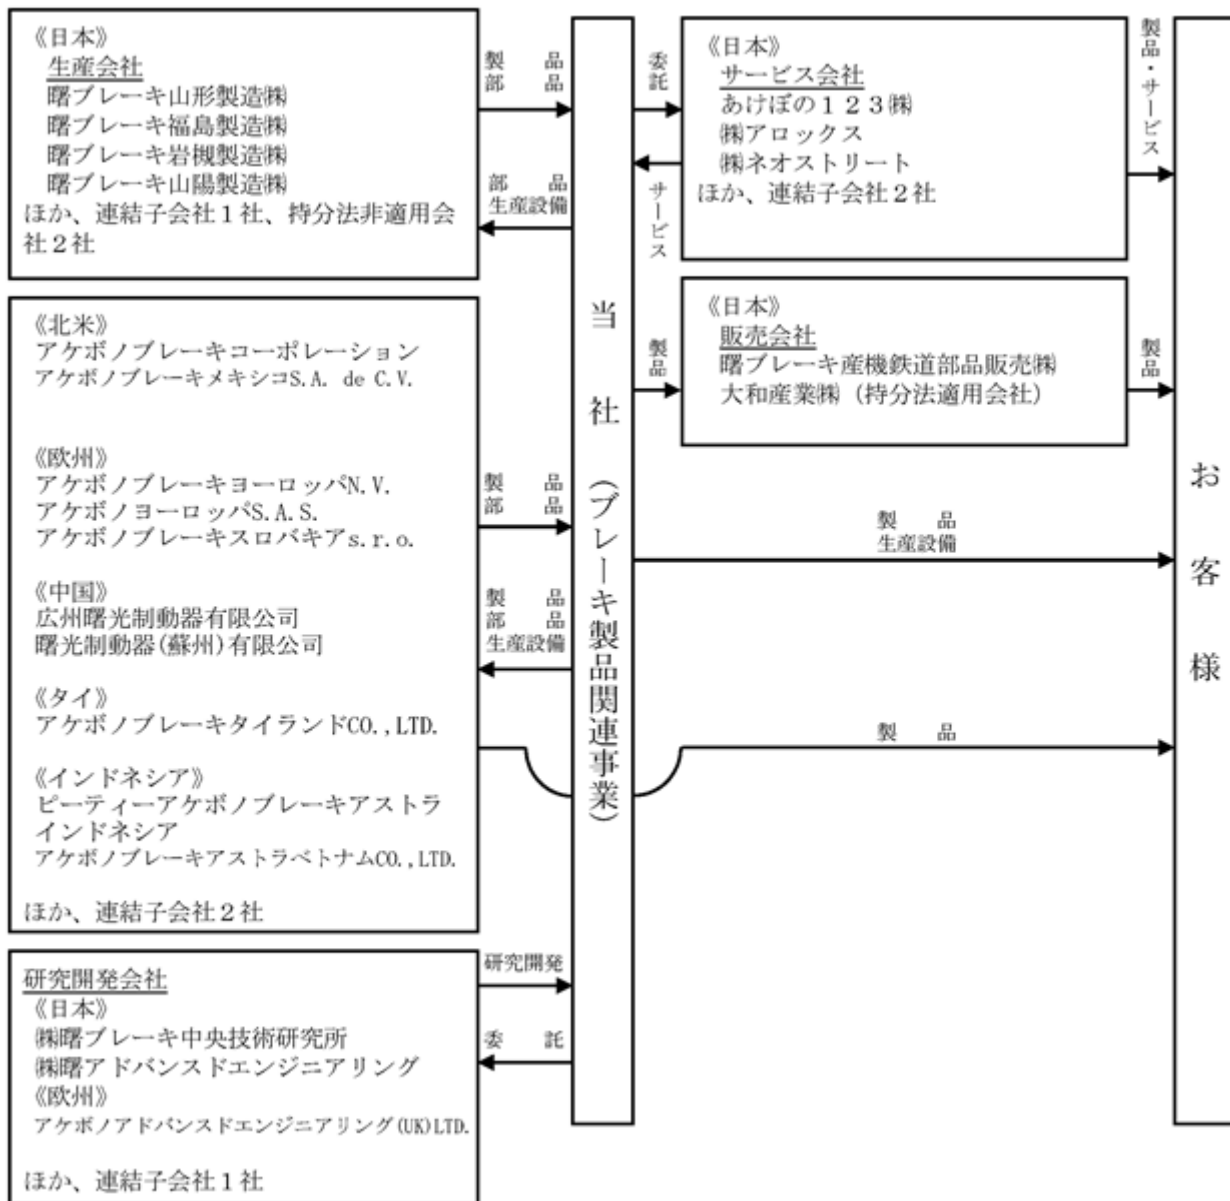 《日本》
生産会社
曙ブレーキ山形製造㈱
曙ブレーキ福島製造㈱
曙ブレーキ岩槻製造㈱
曙ブレーキ山陽製造㈱
ほか、連結子会社１社、持分法非適用会
社２社
製　品
部　品
部　品
生産設備
《北米》
アケボノブレーキコーポレーション
アケボノブレーキメキシコS.A. de C.V.
《欧州》
アケボノブレーキヨーロッパN.V.
アケボノヨーロッパS.A.S.
アケボノブレーキスロバキアs.r.o.
《中国》
広州曙光制動器有限公司
曙光制動器(蘇州)有限公司
《タイ》
アケボノブレーキタイランドCO.,LTD.
《インドネシア》
ピーティーアケボノブレーキアストラ
インドネシア
アケボノブレーキアストラベトナムCO.,LTD.
ほか、連結子会社２社
製　品
部　品
製　品
部　品
生産設備
研究開発会社
《日本》
㈱曙ブレーキ中央技術研究所
㈱曙アドバンスドエンジニアリング
《欧州》
アケボノアドバンスドエンジニアリング(UK)LTD.
ほか、連結子会社１社
研究開発
委　託
当　社　（ブレーキ製品関連事業）
委託
サービス
《日本》
サービス会社
あけぼの１２３㈱
㈱アロックス
㈱ネオストリート
ほか、連結子会社２社
製品・サービス
製品
《日本》
販売会社
曙ブレーキ産機鉄道部品販売㈱
大和産業㈱（持分法適用会社）
製品
製　品
生産設備
製　品
お客様